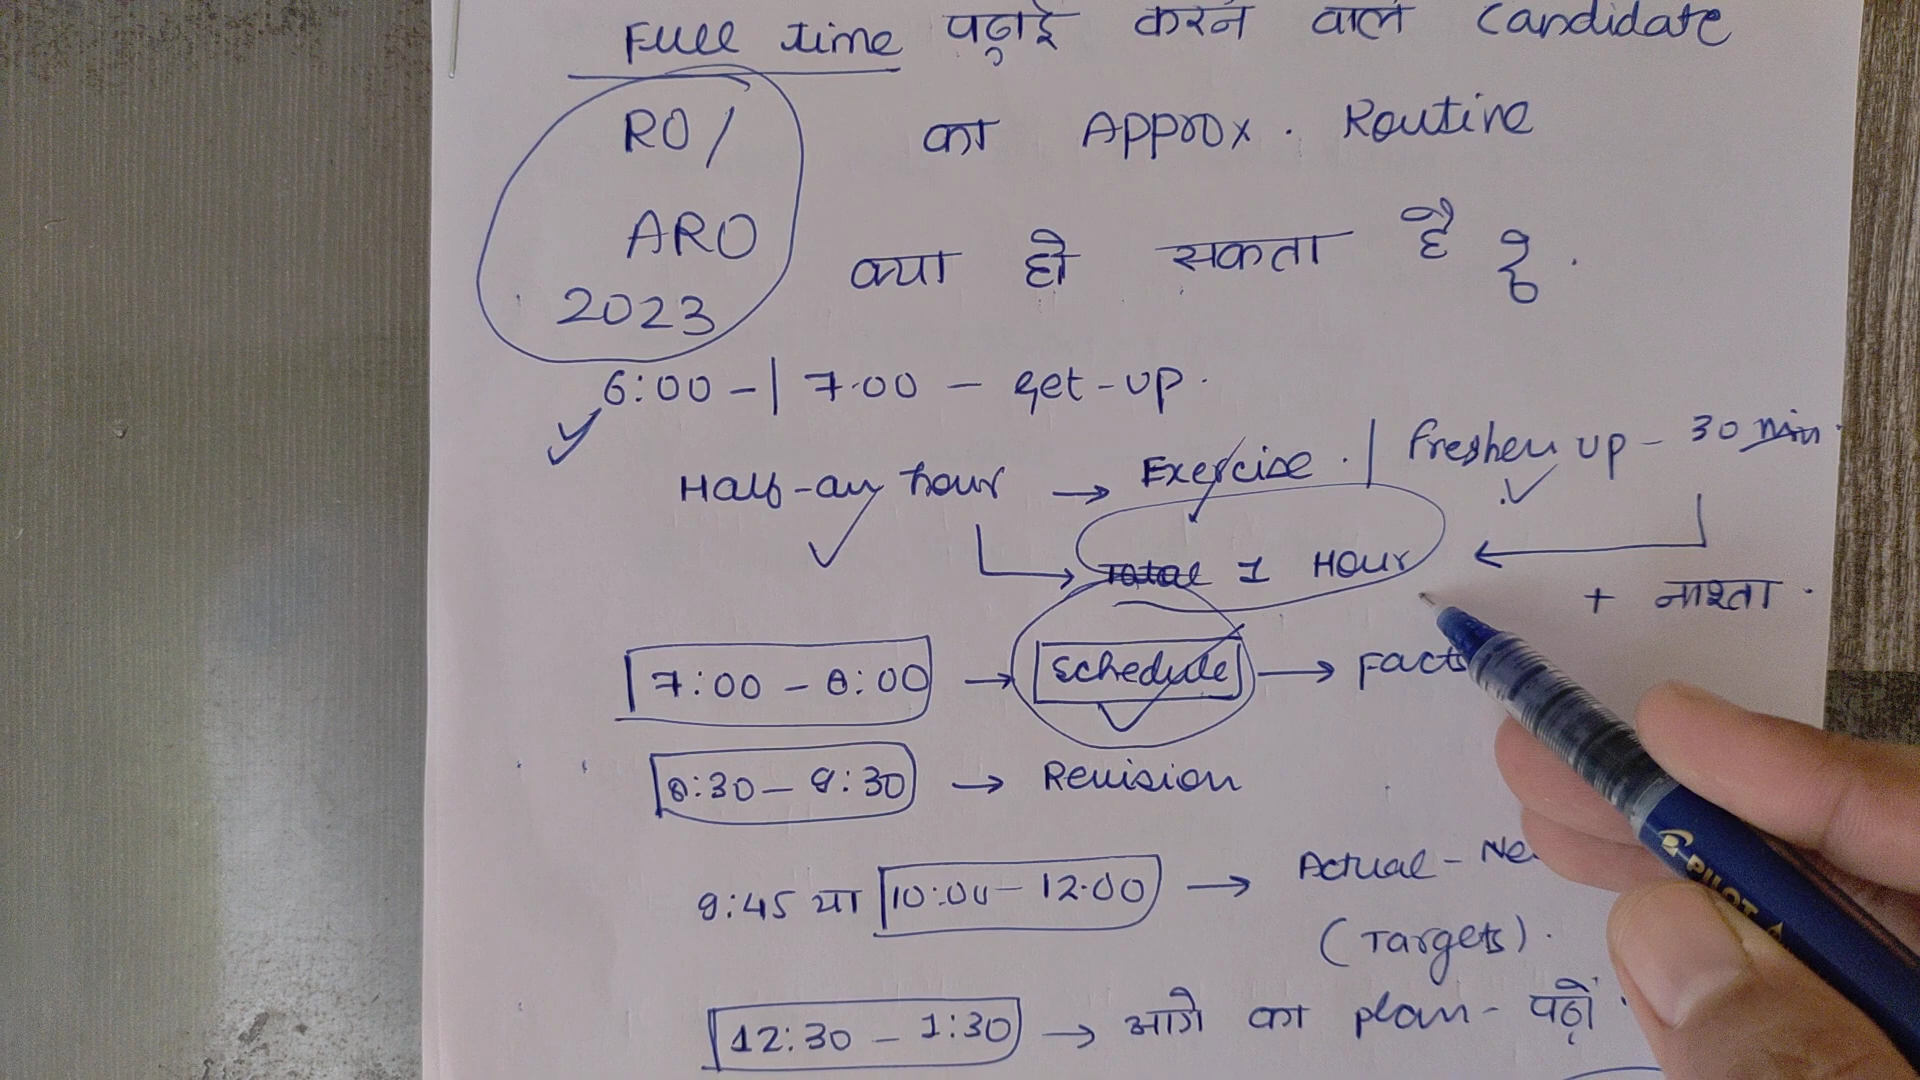 Full time पढ़ाई करने वाले candidate
RO/
ARO
2023
का Approx. Routine
क्या हो सकता है ?
6:00 - | 7.00 - Get-up.
Half-an hour → Exercise. | Freshen up - 30 min.
Total 1 Hour
+ नाश्ता.
7:00 - 8:00 → Schedule → Fact
8:30 - 9:30 → Revision
9:45 या 10:00 - 12.00 → Actual - Ne
(Targets).
12:30 - 1:30 → आगे का plan - पढ़ो
PILOT